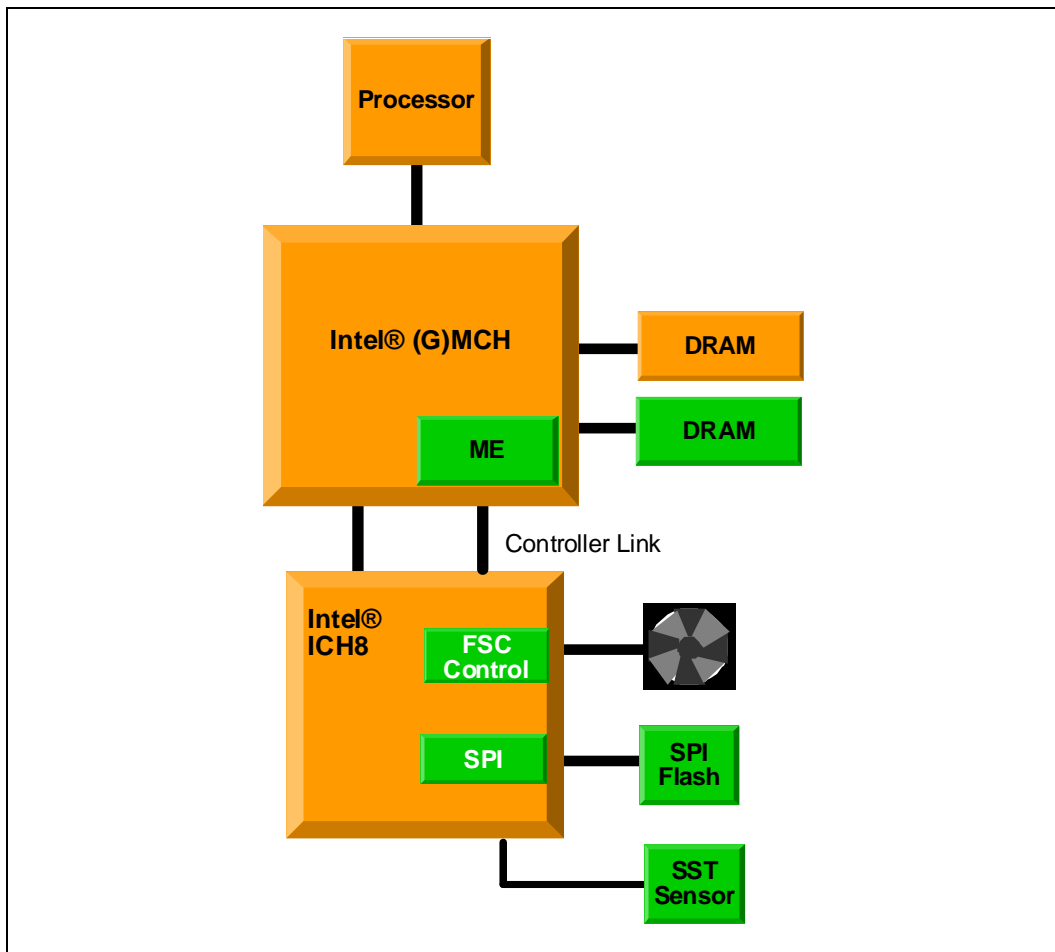 Processor
Intel® (G)MCH
DRAM
DRAM
ME
Controller Link
Intel®
ICH8
FSC
Control
SPI
SPI
Flash
SST
Sensor